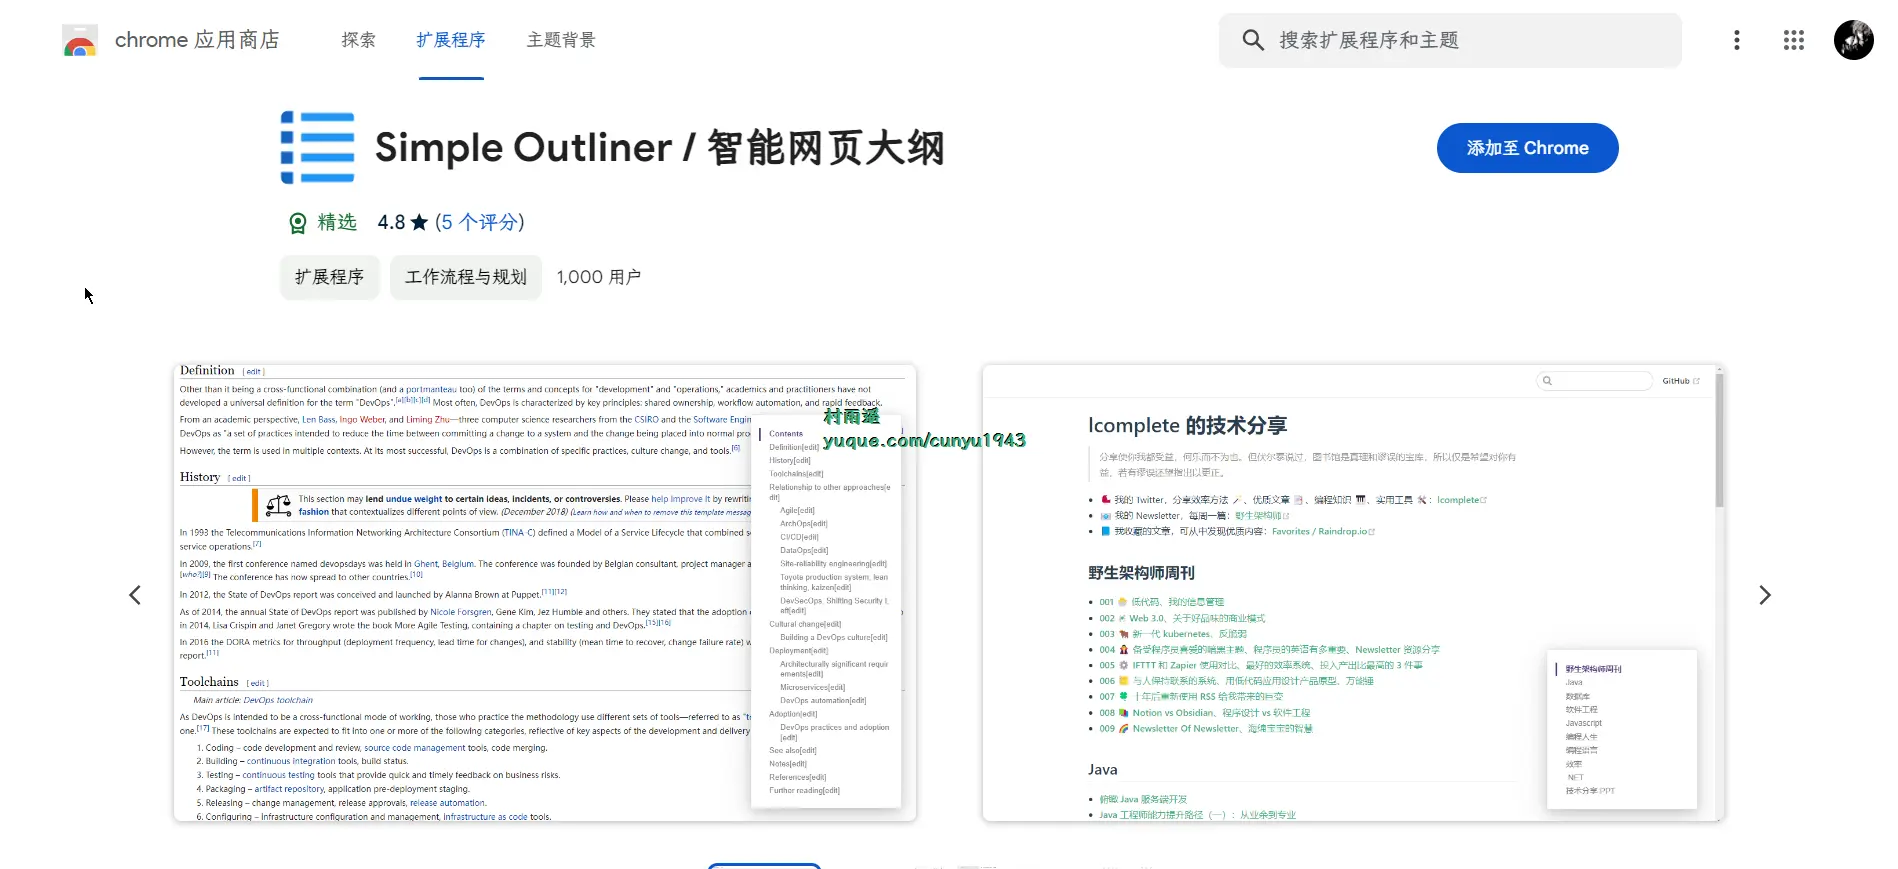 chrome 应用商店
探索
扩展程序
主题背景
搜索扩展程序和主题
Simple Outliner / 智能网页大纲
添加至 Chrome
精选 4.8 ★ (5 个评分)
扩展程序
工作流程与规划
1,000 用户
Definition [ edit ]
Other than it being a cross-functional combination (and a portmanteau too) of the terms and concepts for "development" and "operations," academics and practitioners have not
developed a universal definition for the term "DevOps".[a][b][c][d] Most often, DevOps is characterized by key principles: shared ownership, workflow automation, and rapid feedback.
From an academic perspective, Len Bass, Ingo Weber, and Liming Zhu—three computer science researchers from the CSIRO and the Software Engin
DevOps as "a set of practices intended to reduce the time between committing a change to a system and the change being placed into normal pro
However, the term is used in multiple contexts. At its most successful, DevOps is a combination of specific practices, culture change, and tools.[6]
History [ edit ]
This section may lend undue weight to certain ideas, incidents, or controversies. Please help improve it by rewritin
fashion that contextualizes different points of view. (December 2018) (Learn how and when to remove this template messag
In 1993 the Telecommunications Information Networking Architecture Consortium (TINA-C) defined a Model of a Service Lifecycle that combined s
service operations.[7]
In 2009, the first conference named devopsdays was held in Ghent, Belgium. The conference was founded by Belgian consultant, project manager a
[who?][9] The conference has now spread to other countries.[10]
In 2012, the State of DevOps report was conceived and launched by Alanna Brown at Puppet.[11][12]
As of 2014, the annual State of DevOps report was published by Nicole Forsgren, Gene Kim, Jez Humble and others. They stated that the adoption
in 2014, Lisa Crispin and Janet Gregory wrote the book More Agile Testing, containing a chapter on testing and DevOps.[15][16]
In 2016 the DORA metrics for throughput (deployment frequency, lead time for changes), and stability (mean time to recover, change failure rate) w
report.[11]
Toolchains [ edit ]
Main article: DevOps toolchain
As DevOps is intended to be a cross-functional mode of working, those who practice the methodology use different sets of tools—referred to as "t
one.[17] These toolchains are expected to fit into one or more of the following categories, reflective of key aspects of the development and delivery
1. Coding – code development and review, source code management tools, code merging.
2. Building – continuous integration tools, build status.
3. Testing – continuous testing tools that provide quick and timely feedback on business risks.
4. Packaging – artifact repository, application pre-deployment staging.
5. Releasing – change management, release approvals, release automation.
6. Configuring – Infrastructure configuration and management, infrastructure as code tools.
Contents
Definition[edit]
History[edit]
Toolchains[edit]
Relationship to other approaches[e
dit]
Agile[edit]
ArchOps[edit]
CI/CD[edit]
DataOps[edit]
Site-reliability engineering[edit]
Toyota production system, lean
thinking, kaizen[edit]
DevSecOps, Shifting Security l
eft[edit]
Cultural change[edit]
Building a DevOps culture[edit]
Deployment[edit]
Architecturally significant requir
ements[edit]
Microservices[edit]
DevOps automation[edit]
Adoption[edit]
DevOps practices and adoption
[edit]
See also[edit]
Notes[edit]
References[edit]
Further reading[edit]
村雨遥
yuque.com/cunyu1943
GitHub
lcomplete 的技术分享
分享使你我都受益，何乐而不为也。但伏尔泰说过，图书馆是真理和谬误的宝库，所以仅是希望对你有
益，若有谬误还望指出以更正。
我的 Twitter，分享效率方法、优质文章、编程知识、实用工具：lcomplete
我的 Newsletter，每周一篇：野生架构师
我收藏的文章，可从中发现优质内容：Favorites / Raindrop.io
野生架构师周刊
001 低代码、我的信息管理
002 Web 3.0、关于好品味的商业模式
003 新一代 kubernetes、反脆弱
004 备受程序员喜爱的暗黑主题、程序员的英语有多重要、Newsletter 资源分享
005 IFTTT 和 Zapier 使用对比、最好的效率系统、投入产出比最高的 3 件事
006 与人保持联系的系统、用低代码应用设计产品原型、万能锤
007 十年后重新使用 RSS 给我带来的巨变
008 Notion vs Obsidian、程序设计 vs 软件工程
009 Newsletter Of Newsletter、海绵宝宝的智慧
Java
俯瞰 Java 服务端开发
Java 工程师能力提升路径（一）：从业余到专业
野生架构师周刊
Java
数据库
软件工程
Javascript
编程人生
编程语言
效率
.NET
技术分享 PPT